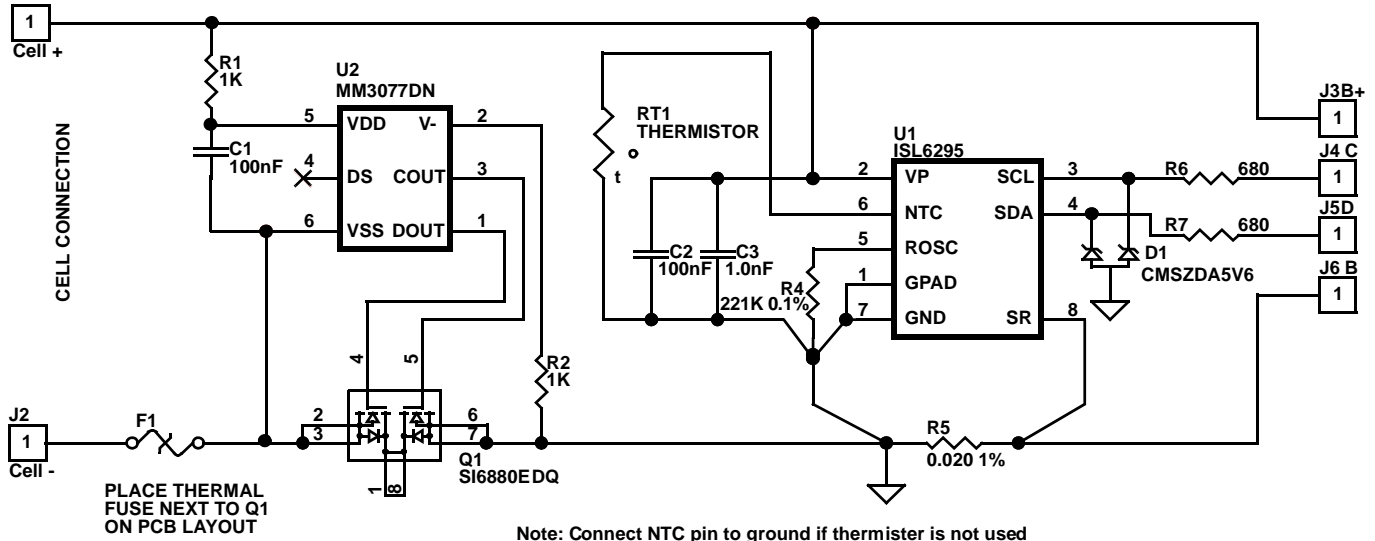 1
Cell +
CELL CONNECTION
R1
1K
C1
100nF
U2
MM3077DN
5
VDD
V-
2
4
DS
COUT
3
6
VSS
DOUT
1
RT1
THERMISTOR
t
C2
100nF
C3
1.0nF
R4
221K 0.1%
U1
ISL6295
2
VP
SCL
3
6
NTC
SDA
4
5
ROSC
1
GPAD
7
GND
SR
8
R6
680
R7
680
D1
CMSZDA5V6
J3B+
1
J4 C
1
J5D
1
J6 B
1
4
5
R2
1K
J2
1
Cell -
F1
2
3
6
7
1
8
Q1
SI6880EDQ
R5
0.020 1%
PLACE THERMAL
FUSE NEXT TO Q1
ON PCB LAYOUT
Note: Connect NTC pin to ground if thermister is not used